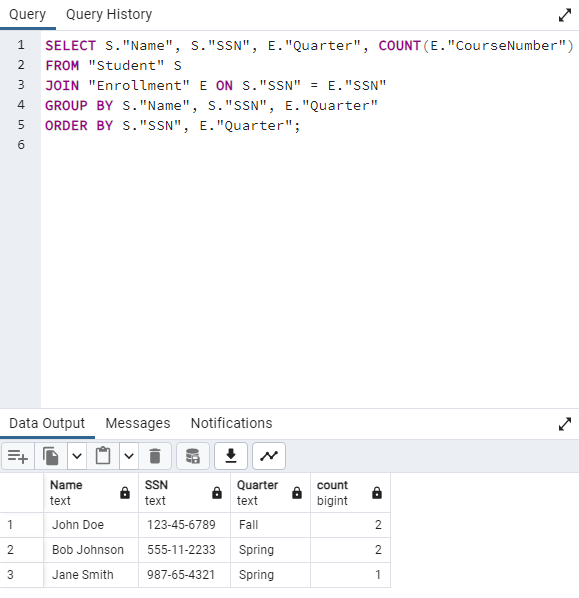 Query Query History
1 SELECT S."Name", S."SSN", E."Quarter", COUNT(E."CourseNumber")
2 FROM "Student" S
3 JOIN "Enrollment" E ON S."SSN" = E."SSN"
4 GROUP BY S."Name", S."SSN", E."Quarter"
5 ORDER BY S."SSN", E."Quarter";
6
Data Output Messages Notifications
Name SSN Quarter count
text text text bigint
1 John Doe 123-45-6789 Fall 2
2 Bob Johnson 555-11-2233 Spring 2
3 Jane Smith 987-65-4321 Spring 1